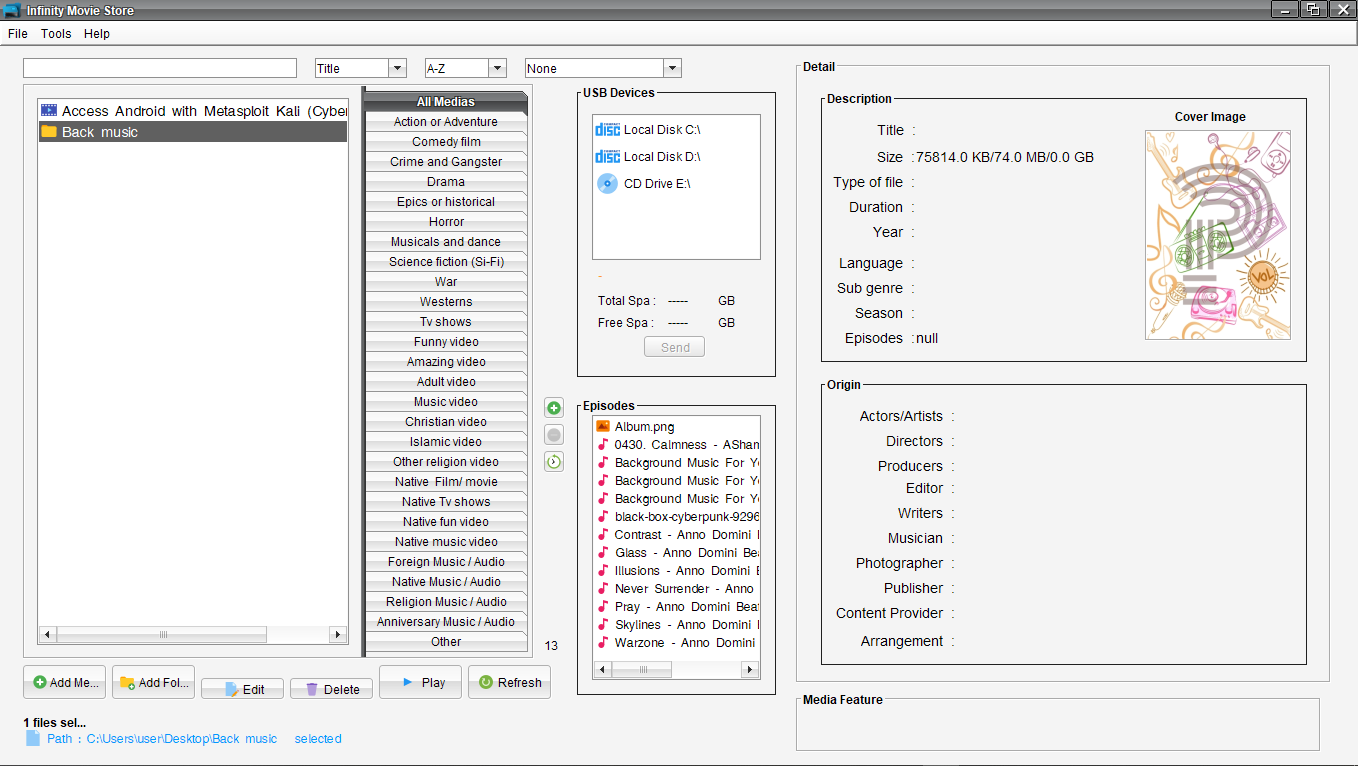 Infinity Movie Store
File Tools Help
Title A-Z None
Access Android with Metasploit Kali (Cyber
Back music
All Medias
Action or Adventure
Comedy film
Crime and Gangster
Drama
Epics or historical
Horror
Musicals and dance
Science fiction (Si-Fi)
War
Westerns
Tv shows
Funny video
Amazing video
Adult video
Music video
Christian video
Islamic video
Other religion video
Native Film/ movie
Native Tv shows
Native fun video
Native music video
Foreign Music / Audio
Native Music / Audio
Religion Music / Audio
Anniversary Music / Audio
Other
13
Add Me... Add Fol... Edit Delete Play Refresh
1 files sel...
Path : C:\Users\user\Desktop\Back music selected
USB Devices
Local Disk C:\
Local Disk D:\
CD Drive E:\
-
Total Spa : ----- GB
Free Spa : ----- GB
Send
Episodes
Album.png
0430. Calmness - AShan
Background Music For Yo
Background Music For Yo
Background Music For Yo
black-box-cyberpunk-9296
Contrast - Anno Domini
Glass - Anno Domini Bea
Illusions - Anno Domini B
Never Surrender - Anno
Pray - Anno Domini Beat
Skylines - Anno Domini
Warzone - Anno Domini
Detail
Description
Title :
Size :75814.0 KB/74.0 MB/0.0 GB
Type of file :
Duration :
Year :
Language :
Sub genre :
Season :
Episodes :null
Cover Image
VOL
Origin
Actors/Artists :
Directors :
Producers :
Editor :
Writers :
Musician :
Photographer :
Publisher :
Content Provider :
Arrangement :
Media Feature